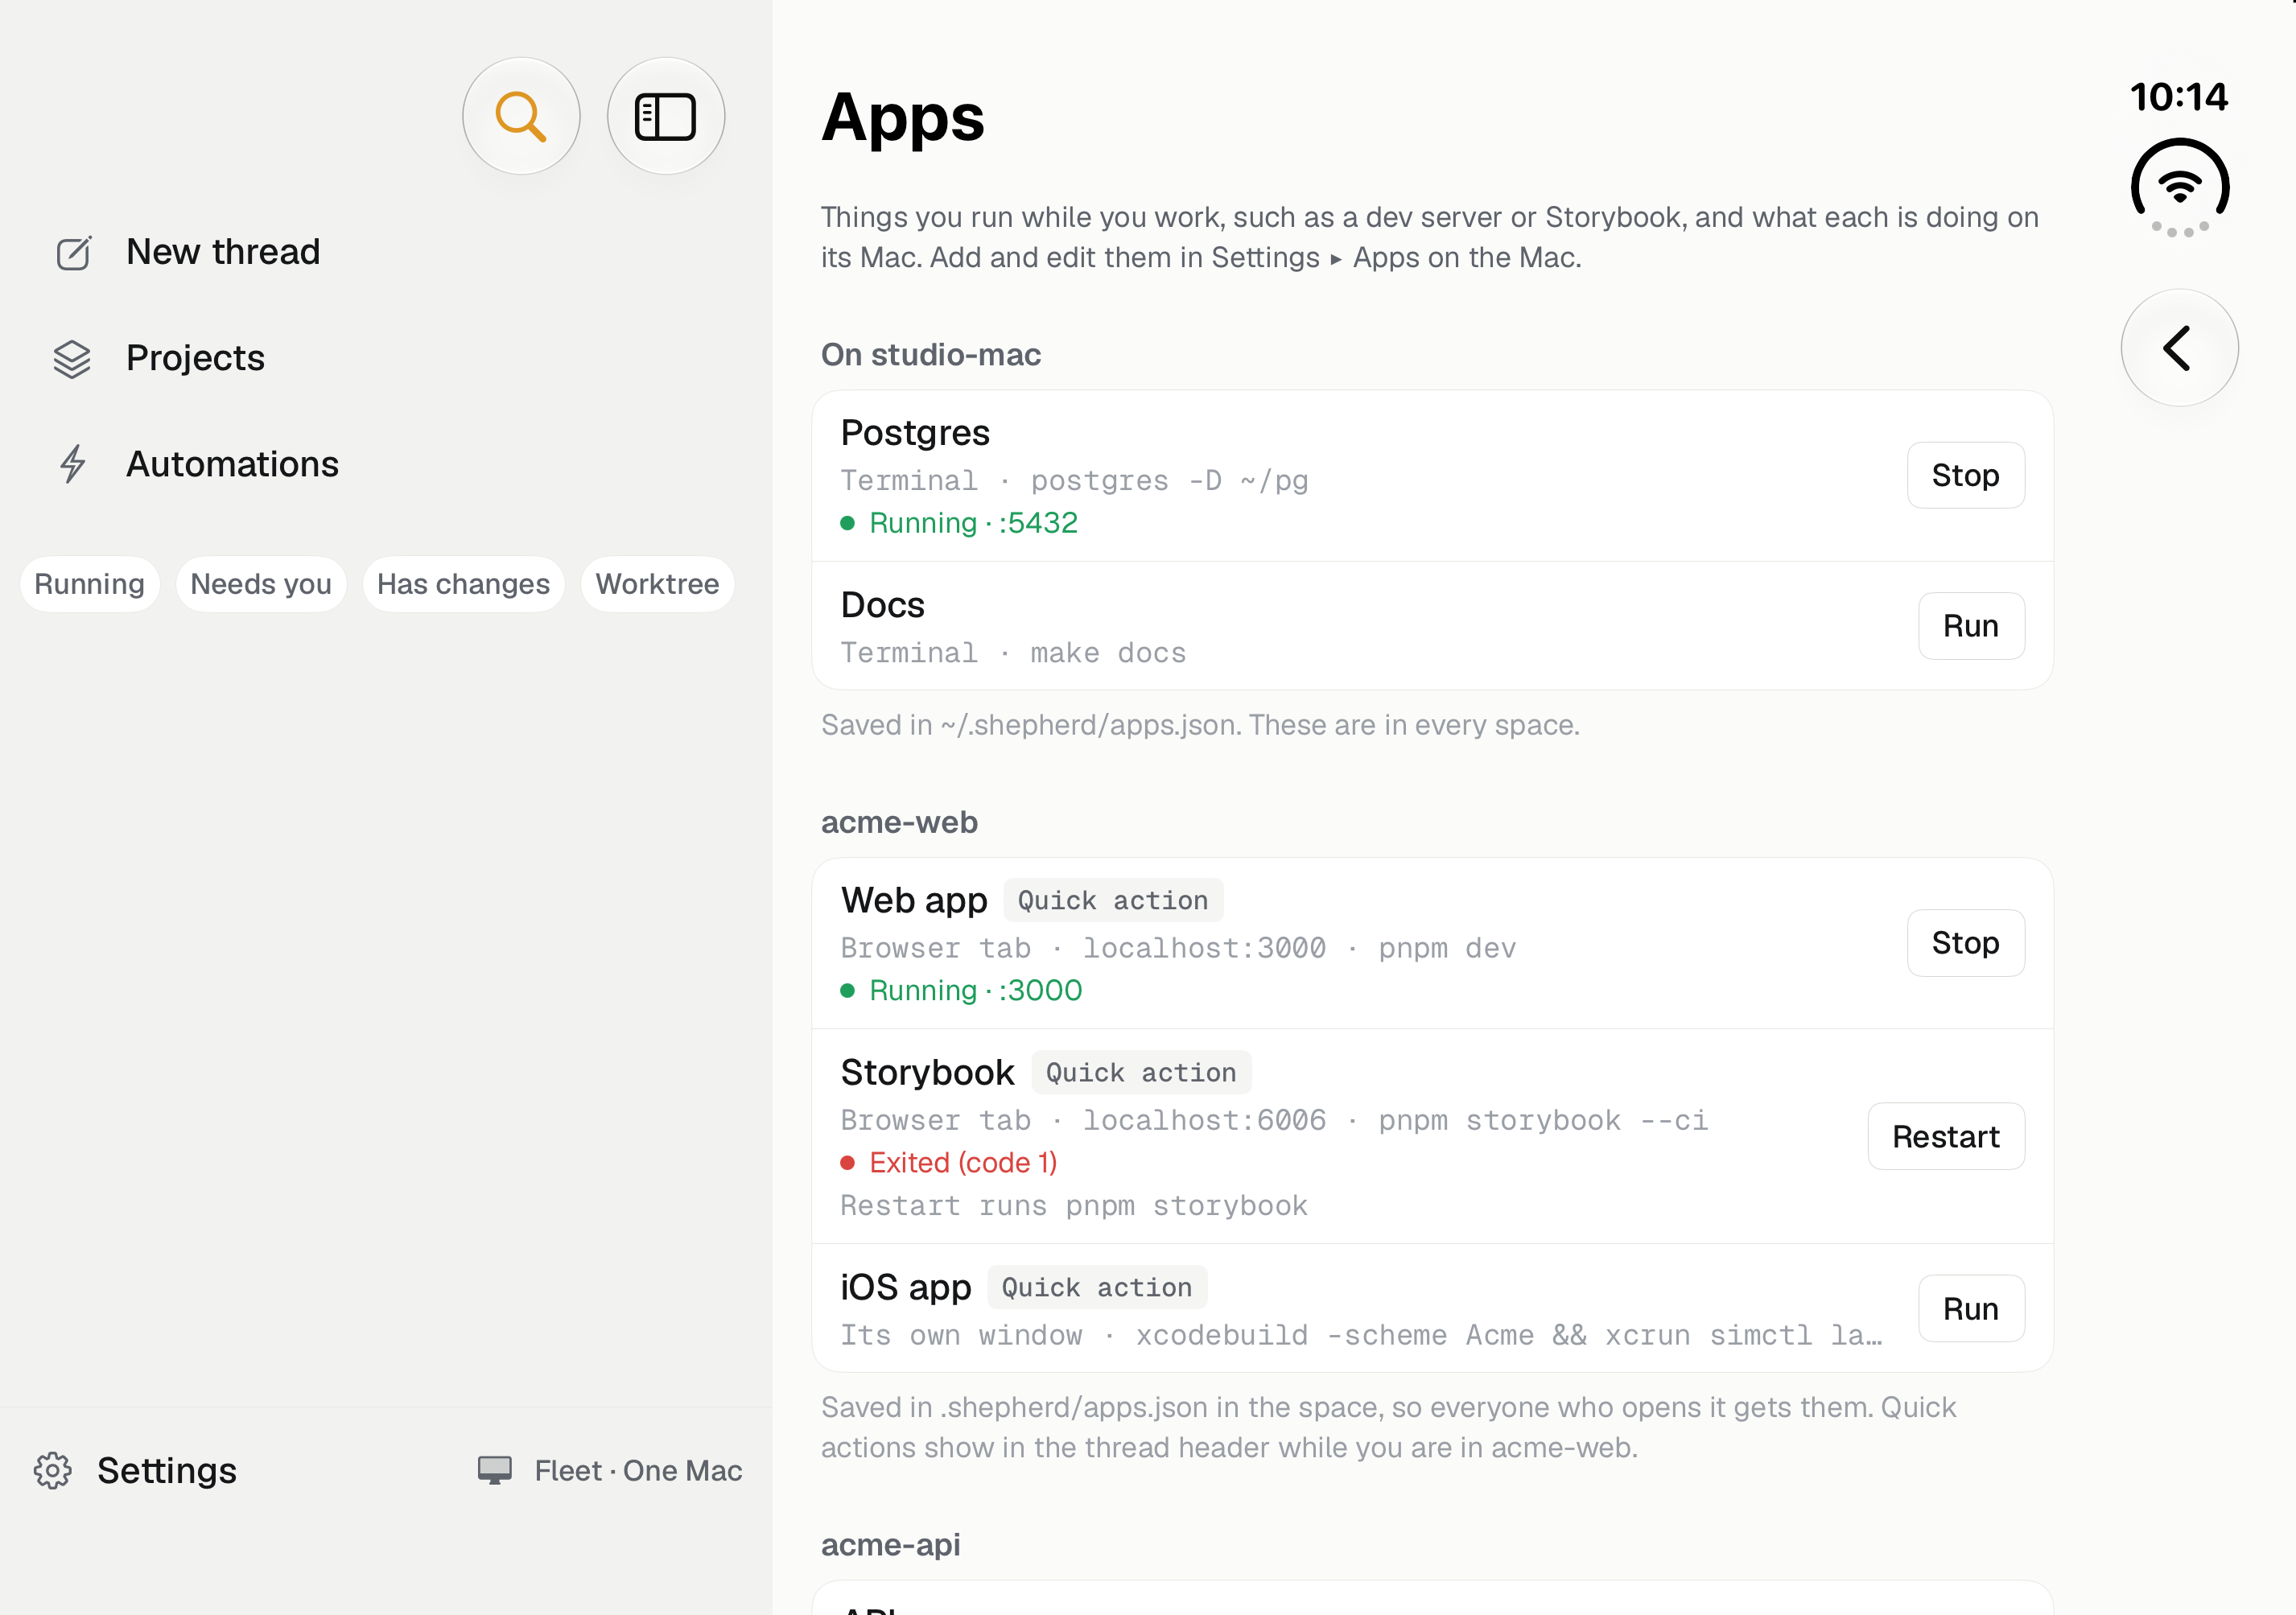 New thread
Projects
Automations
Running
Needs you
Has changes
Worktree
Settings
Fleet · One Mac
Apps
Things you run while you work, such as a dev server or Storybook, and what each is doing on
its Mac. Add and edit them in Settings ▸ Apps on the Mac.
On studio-mac
Postgres
Terminal · postgres -D ~/pg
Running · :5432
Stop
Docs
Terminal · make docs
Run
Saved in ~/.shepherd/apps.json. These are in every space.
acme-web
Web app Quick action
Browser tab · localhost:3000 · pnpm dev
Running · :3000
Stop
Storybook Quick action
Browser tab · localhost:6006 · pnpm storybook --ci
Exited (code 1)
Restart runs pnpm storybook
Restart
iOS app Quick action
Its own window · xcodebuild -scheme Acme && xcrun simctl la…
Run
Saved in .shepherd/apps.json in the space, so everyone who opens it gets them. Quick
actions show in the thread header while you are in acme-web.
acme-api
10:14